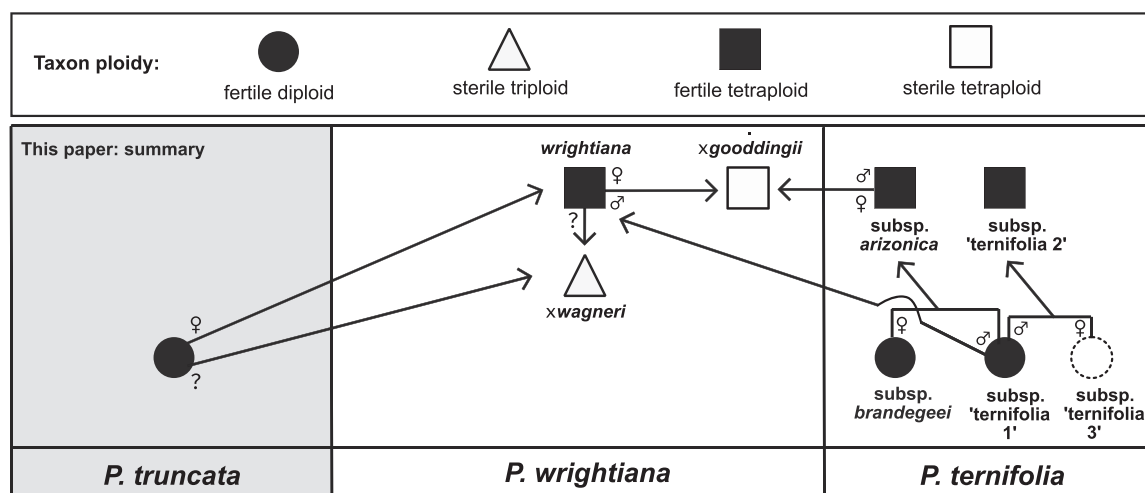 Taxon ploidy:
fertile diploid
sterile triploid
fertile tetraploid
sterile tetraploid
This paper: summary
wrightiana
xgooddingii
♀
♂
?
♂
♀
subsp.
arizonica
subsp.
'ternifolia 2'
xwagneri
♀
?
♀
♂
♂
♀
subsp.
brandegeei
subsp.
'ternifolia
1'
subsp.
'ternifolia
3'
P. truncata
P. wrightiana
P. ternifolia